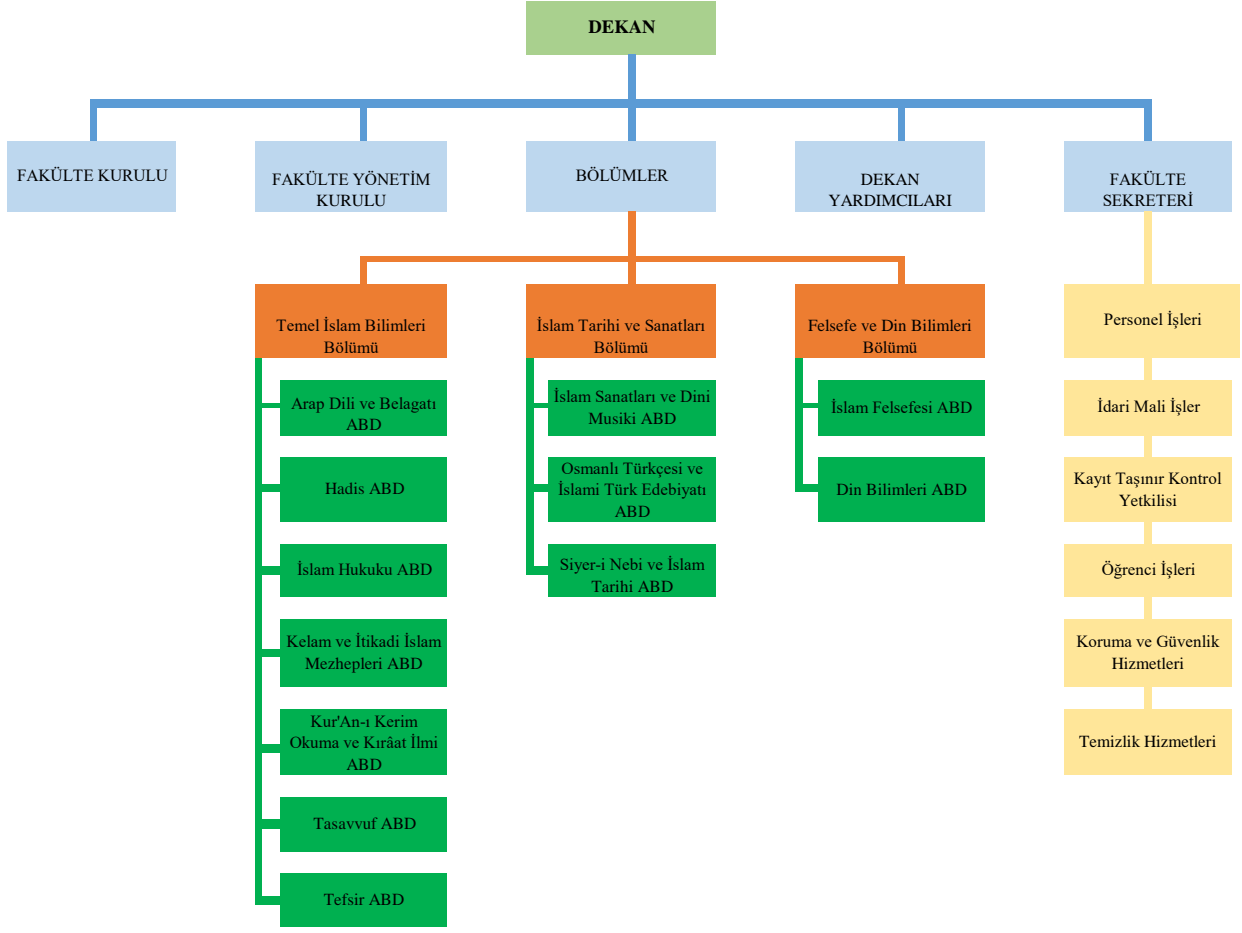 DEKAN
FAKÜLTE KURULU
FAKÜLTE YÖNETİM
KURULU
BÖLÜMLER
DEKAN
YARDIMCILARI
FAKÜLTE
SEKRETERİ
Temel İslam Bilimleri
Bölümü
Arap Dili ve Belagatı
ABD
Hadis ABD
İslam Hukuku ABD
Kelam ve İtikadi İslam
Mezhepleri ABD
Kur'An-ı Kerim
Okuma ve Kırâat İlmi
ABD
Tasavvuf ABD
Tefsir ABD
İslam Tarihi ve Sanatları
Bölümü
İslam Sanatları ve Dini
Musiki ABD
Osmanlı Türkçesi ve
İslami Türk Edebiyatı
ABD
Siyer-i Nebi ve İslam
Tarihi ABD
Felsefe ve Din Bilimleri
Bölümü
İslam Felsefesi ABD
Din Bilimleri ABD
Personel İşleri
İdari Mali İşler
Kayıt Taşınır Kontrol
Yetkilisi
Öğrenci İşleri
Koruma ve Güvenlik
Hizmetleri
Temizlik Hizmetleri